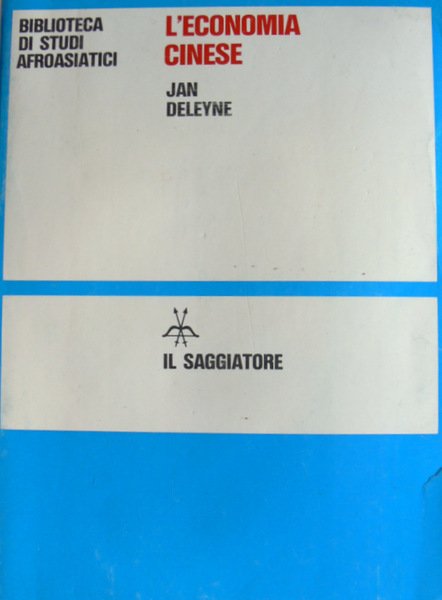 BIBLIOTECA
DI STUDI
AFROASIATICI
L'ECONOMIA
CINESE
JAN
DELEYNE
IL SAGGIATORE